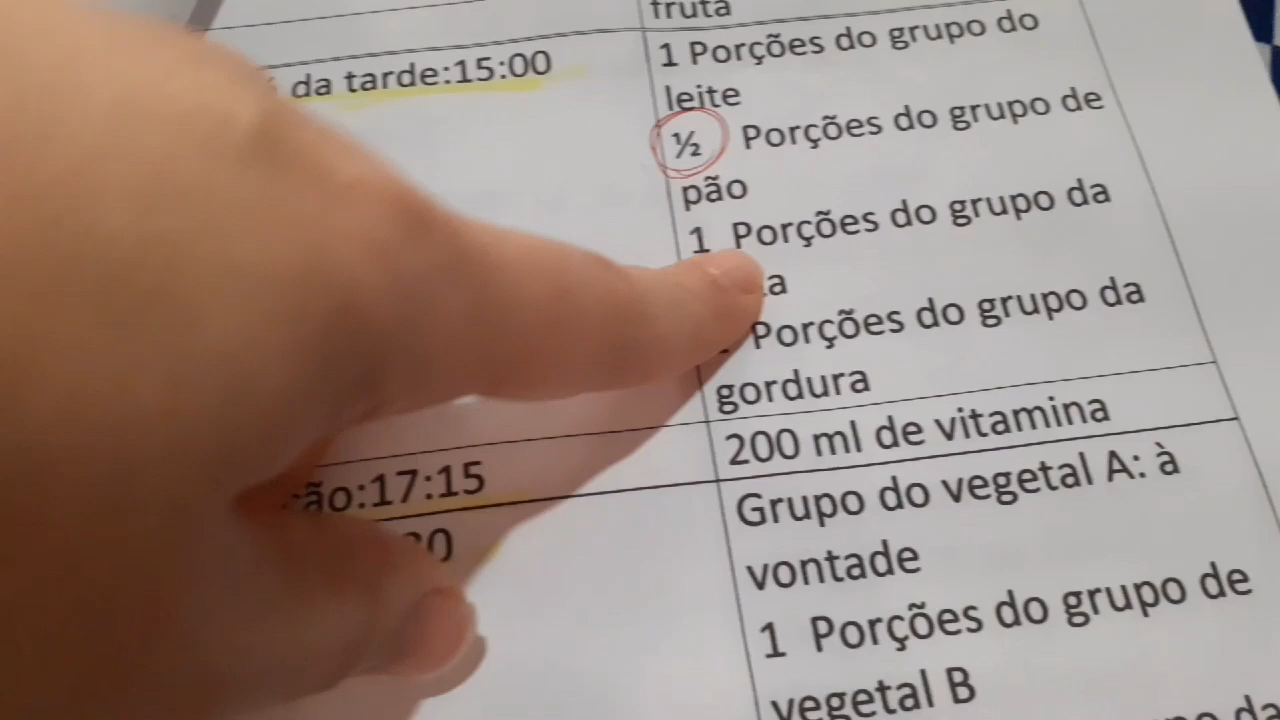 fruta
da tarde:15:00
1 Porções do grupo do
leite
½ Porções do grupo de
pão
1 Porções do grupo da
Porções do grupo da
gordura
ão:17:15
200 ml de vitamina
Grupo do vegetal A: à
vontade
1 Porções do grupo de
vegetal B
da